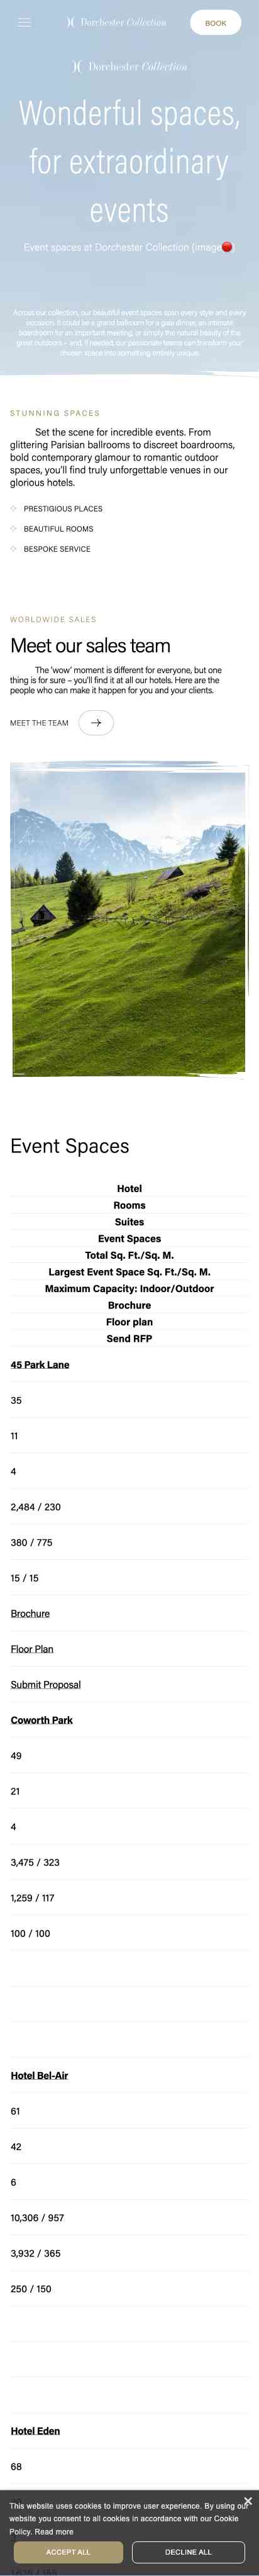 Dorchester Collection
BOOK
Dorchester Collection
Wonderful spaces,
for extraordinary
events
Event spaces at Dorchester Collection [image
Across our collection, our beautiful event spaces span every style and every
occasion. It could be a grand ballroom for a gala dinner, an intimate
boardroom for an important meeting, or simply the natural beauty of the
great outdoors – and, if needed, our passionate teams can transform your
chosen space into something entirely unique.
STUNNING SPACES
Set the scene for incredible events. From
glittering Parisian ballrooms to discreet boardrooms,
bold contemporary glamour to romantic outdoor
spaces, you'll find truly unforgettable venues in our
glorious hotels.
PRESTIGIOUS PLACES
BEAUTIFUL ROOMS
BESPOKE SERVICE
WORLDWIDE SALES
Meet our sales team
The 'wow' moment is different for everyone, but one
thing is for sure – you'll find it at all our hotels. Here are the
people who can make it happen for you and your clients.
MEET THE TEAM
Event Spaces
Hotel
Rooms
Suites
Event Spaces
Total Sq. Ft./Sq. M.
Largest Event Space Sq. Ft./Sq. M.
Maximum Capacity: Indoor/Outdoor
Brochure
Floor plan
Send RFP
45 Park Lane
35
11
4
2,484 / 230
380 / 775
15 / 15
Brochure
Floor Plan
Submit Proposal
Coworth Park
49
21
4
3,475 / 323
1,259 / 117
100 / 100
Hotel Bel-Air
61
42
6
10,306 / 957
3,932 / 365
250 / 150
Hotel Eden
68
This website uses cookies to improve user experience. By using our
website you consent to all cookies in accordance with our Cookie
Policy. Read more
ACCEPT ALL
DECLINE ALL